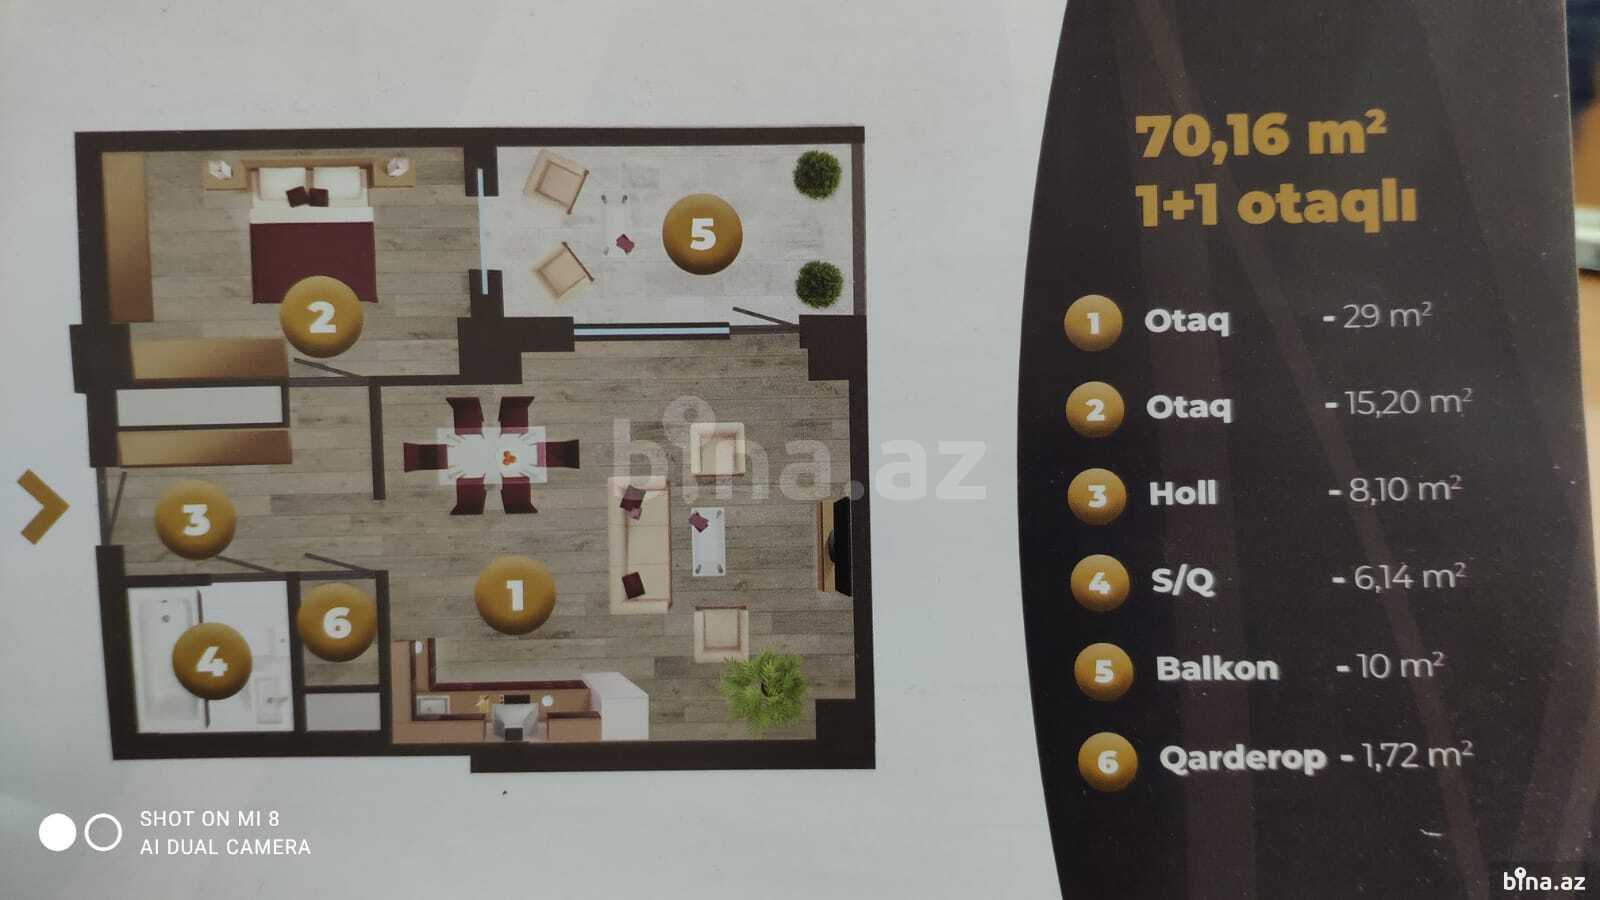 70,16 m²
1+1 otaqlı
1 Otaq - 29 m²
2 Otaq - 15,20 m²
3 Holl - 8,10 m²
4 S/Q - 6,14 m²
5 Balkon - 10 m²
6 Qarderop - 1,72 m²
2
5
3
1
6
4
bina.az
SHOT ON MI 8
AI DUAL CAMERA
bina.az